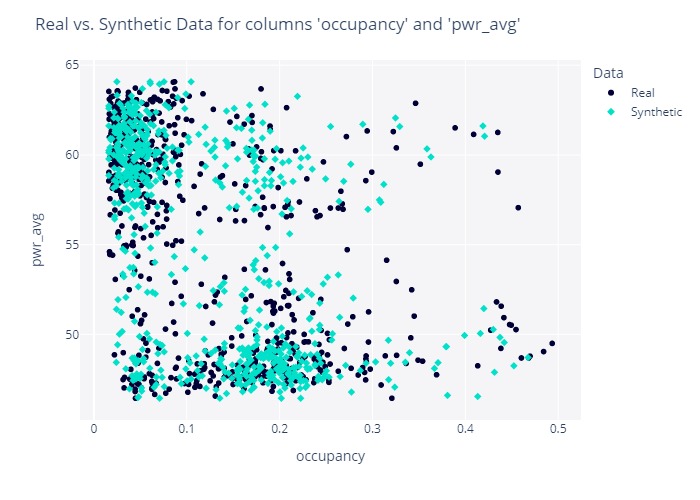 Real vs. Synthetic Data for columns 'occupancy' and 'pwr_avg'
Data
Real
Synthetic
65
60
55
50
pwr_avg
0 0.1 0.2 0.3 0.4 0.5
occupancy